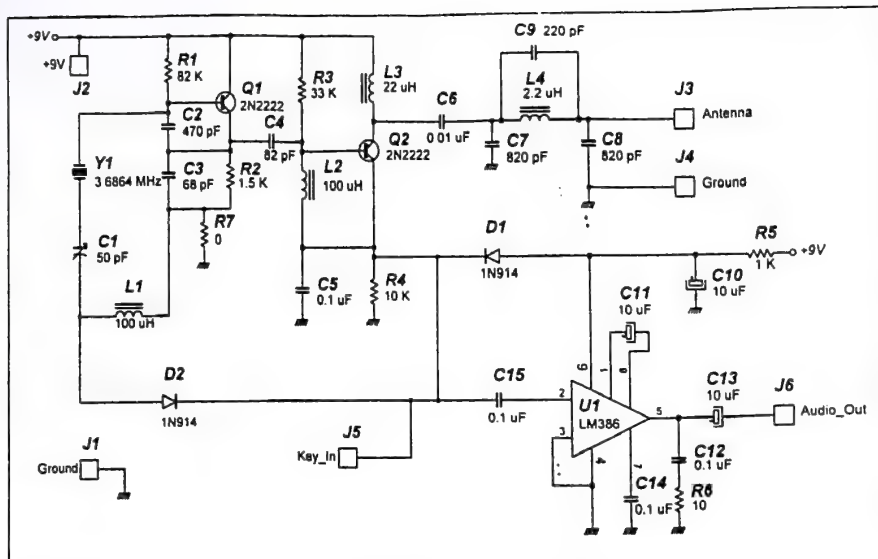 +9V
+9V
J2
R1
82 K
Q1
2N2222
C2
470 pF
C4
82 pF
Y1
3 6864 MHz
C3
68 pF
R2
1.5 K
R7
0
C1
50 pF
L1
100 uH
D2
1N914
J1
Ground
R3
33 K
L3
22 uH
Q2
2N2222
L2
100 uH
C5
0.1 uF
R4
10 K
C6
0 01 uF
C9
220 pF
L4
2.2 uH
C7
820 pF
C8
820 pF
J3
Antenna
J4
Ground
D1
1N914
R5
1 K
+9V
C10
10 uF
C11
10 uF
J5
Key_In
C15
0.1 uF
2
3
6
1
8
U1
LM386
5
4
7
C14
0.1 uF
C13
10 uF
C12
0.1 uF
R6
10
J6
Audio_Out